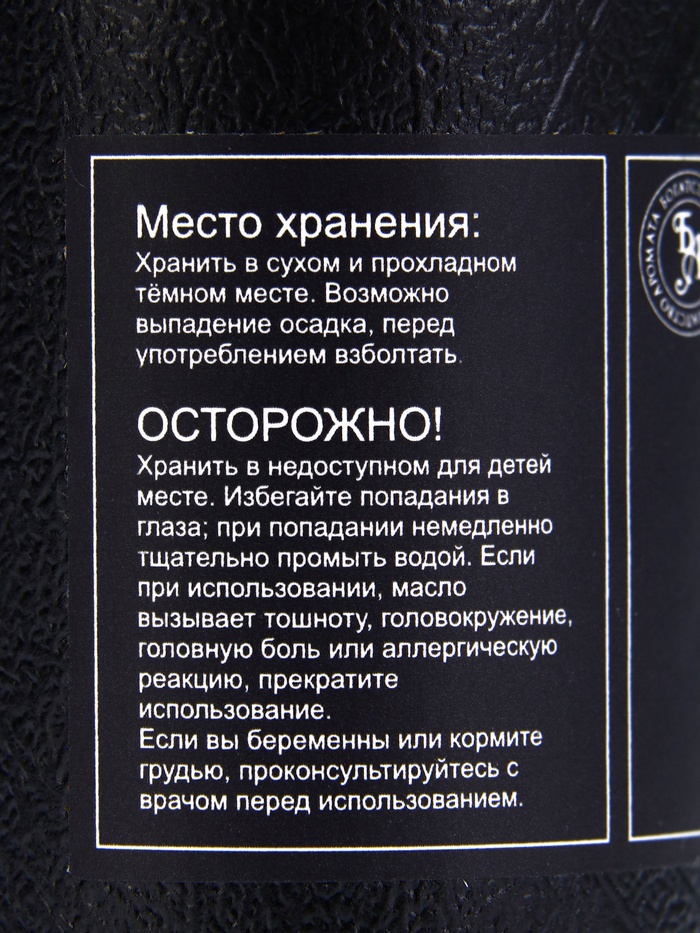 Место хранения:
Хранить в сухом и прохладном
тёмном месте. Возможно
выпадение осадка, перед
употреблением взболтать.
ОСТОРОЖНО!
Хранить в недоступном для детей
месте. Избегайте попадания в
глаза; при попадании немедленно
тщательно промыть водой. Если
при использовании, масло
вызывает тошноту, головокружение,
головную боль или аллергическую
реакцию, прекратите
использование.
Если вы беременны или кормите
грудью, проконсультируйтесь с
врачом перед использованием.
АРОМАТА